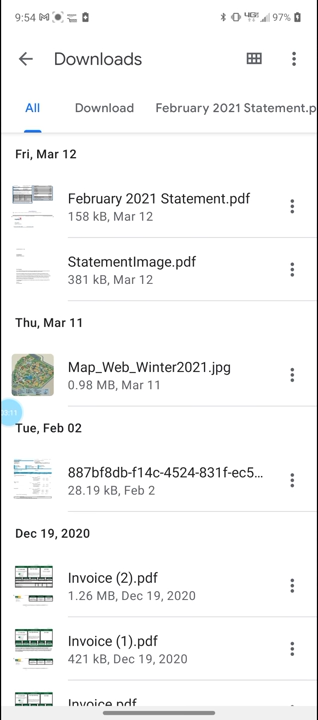 9:54
97%
Downloads
All
Download
February 2021 Statement.p
Fri, Mar 12
February 2021 Statement.pdf
158 kB, Mar 12
StatementImage.pdf
381 kB, Mar 12
Thu, Mar 11
Map_Web_Winter2021.jpg
0.98 MB, Mar 11
03:11
Tue, Feb 02
887bf8db-f14c-4524-831f-ec5...
28.19 kB, Feb 2
Dec 19, 2020
Invoice (2).pdf
1.26 MB, Dec 19, 2020
Invoice (1).pdf
421 kB, Dec 19, 2020
Invoice.pdf